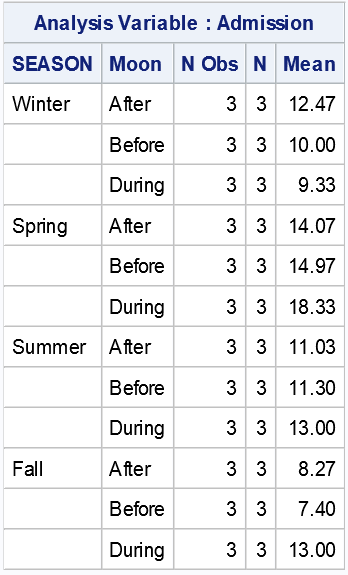 Analysis Variable : Admission
SEASON Moon N Obs N Mean
Winter After 3 3 12.47
Before 3 3 10.00
During 3 3 9.33
Spring After 3 3 14.07
Before 3 3 14.97
During 3 3 18.33
Summer After 3 3 11.03
Before 3 3 11.30
During 3 3 13.00
Fall After 3 3 8.27
Before 3 3 7.40
During 3 3 13.00